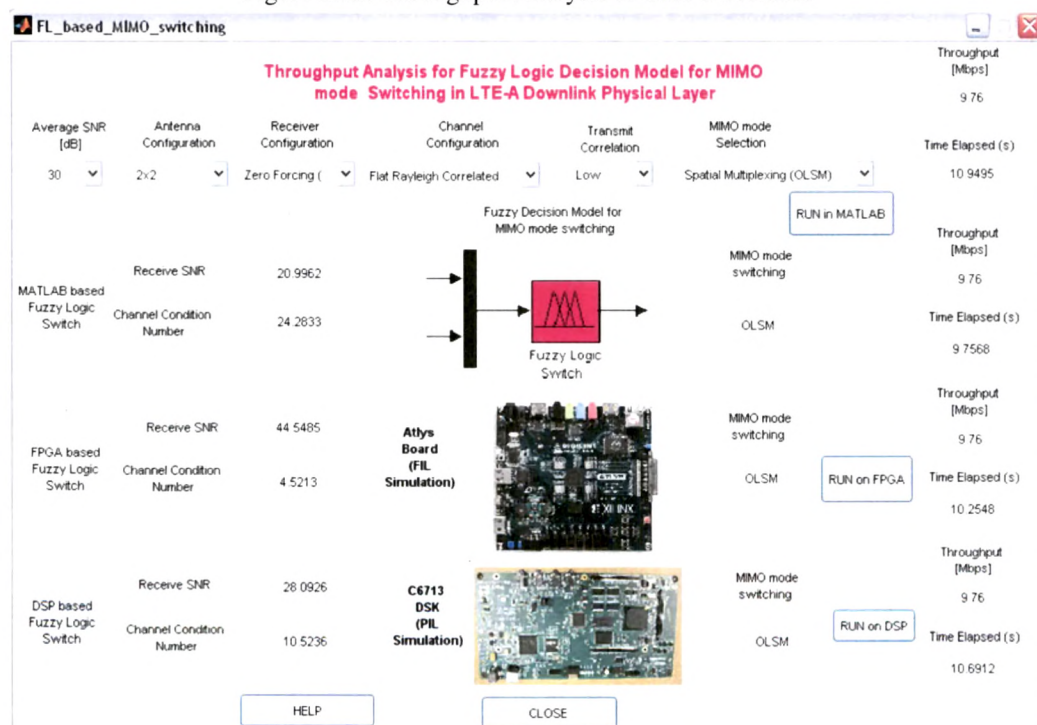 FL_based_MIMO_switching
Throughput Analysis for Fuzzy Logic Decision Model for MIMO
mode Switching in LTE-A Downlink Physical Layer
Throughput
[Mbps]
9.76
Average SNR
[dB]
Antenna
Configuration
Receiver
Configuration
Channel
Configuration
Transmit
Correlation
MIMO mode
Selection
Time Elapsed (s)
30
2x2
Zero Forcing (
Flat Rayleigh Correlated
Low
Spatial Multiplexing (OLSM)
10.9495
RUN in MATLAB
Fuzzy Decision Model for
MIMO mode switching
Throughput
[Mbps]
9.76
MATLAB based
Fuzzy Logic
Switch
Receive SNR
20.9962
Channel Condition
Number
24.2833
Fuzzy Logic
Switch
MIMO mode
switching
OLSM
Time Elapsed (s)
9.7568
Throughput
[Mbps]
9.76
FPGA based
Fuzzy Logic
Switch
Receive SNR
44.5485
Channel Condition
Number
4.5213
Atlys
Board
(FIL
Simulation)
XILINX
MIMO mode
switching
OLSM
RUN on FPGA
Time Elapsed (s)
10.2548
Throughput
[Mbps]
9.76
DSP based
Fuzzy Logic
Switch
Receive SNR
28.0926
Channel Condition
Number
10.5236
C6713
DSK
(PIL
Simulation)
MIMO mode
switching
OLSM
RUN on DSP
Time Elapsed (s)
10.6912
HELP
CLOSE